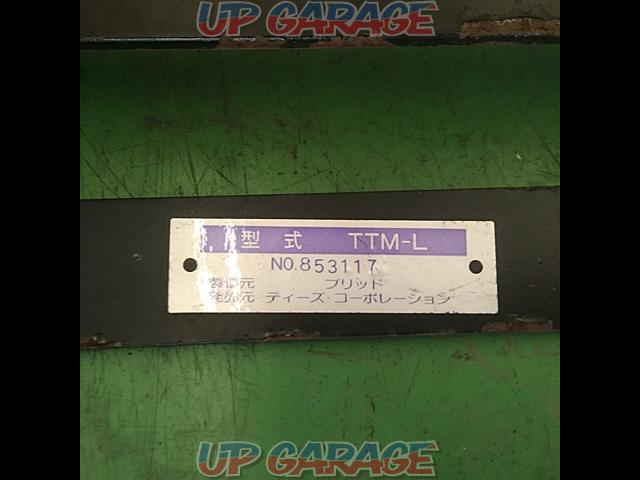 UP GARAGE
型式 TTM-L
NO.853117
製造元 ブリッド
発売元 ティーズ・コーポレーション
UP GARAGE